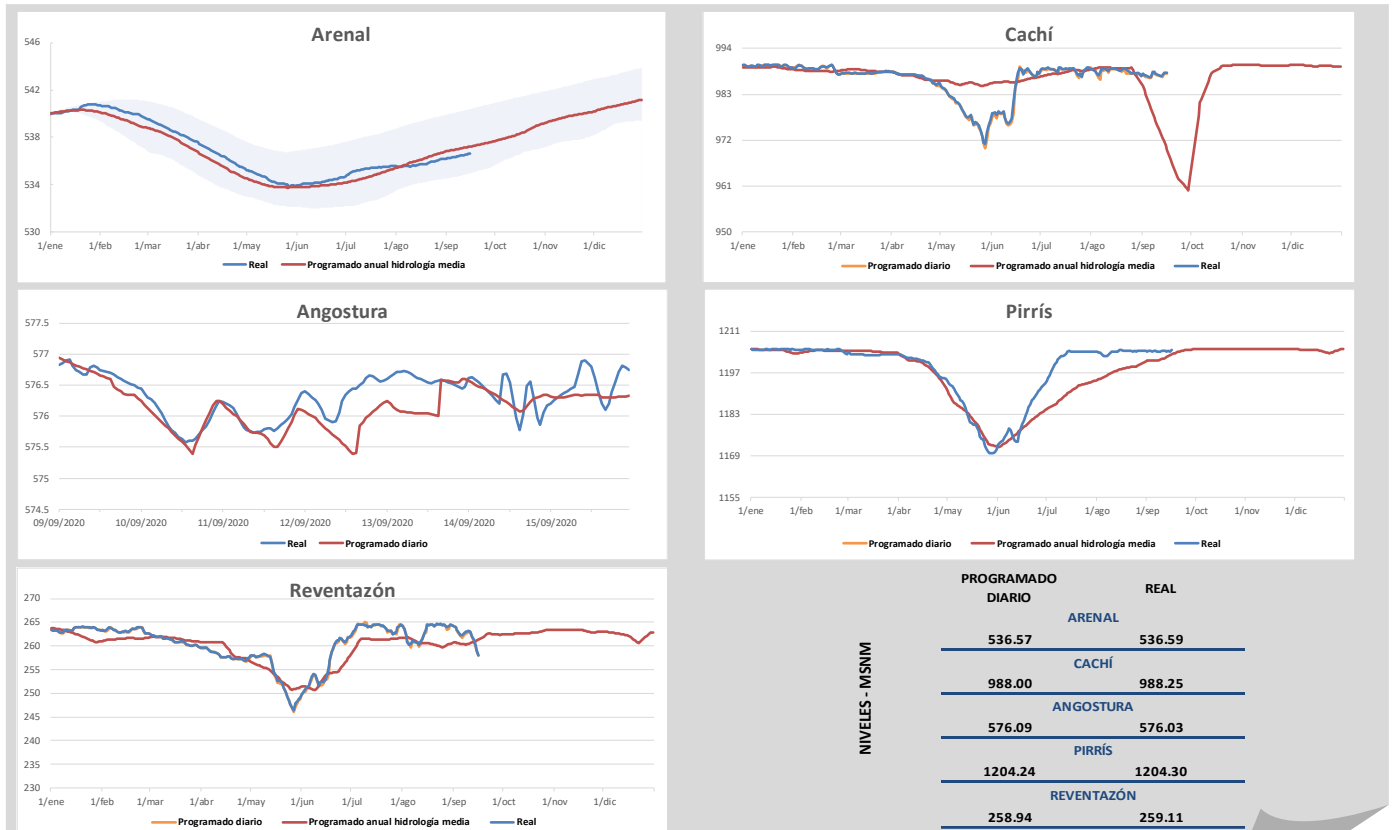 Arenal
546
542
538
534
530
1/ene 1/feb 1/mar 1/abr 1/may 1/jun 1/jul 1/ago 1/sep 1/oct 1/nov 1/dic
Real Programado anual hidrología media
Cachí
994
983
972
961
950
1/ene 1/feb 1/mar 1/abr 1/may 1/jun 1/jul 1/ago 1/sep 1/oct 1/nov 1/dic
Programado diario Programado anual hidrología media Real
Angostura
577.5
577
576.5
576
575.5
575
574.5
09/09/2020 10/09/2020 11/09/2020 12/09/2020 13/09/2020 14/09/2020 15/09/2020
Real Programado diario
Pirrís
1211
1197
1183
1169
1155
1/ene 1/feb 1/mar 1/abr 1/may 1/jun 1/jul 1/ago 1/sep 1/oct 1/nov 1/dic
Programado diario Programado anual hidrología media Real
Reventazón
270
265
260
255
250
245
240
235
230
1/ene 1/feb 1/mar 1/abr 1/may 1/jun 1/jul 1/ago 1/sep 1/oct 1/nov 1/dic
Programado diario Programado anual hidrología media Real
NIVELES - MSNM
PROGRAMADO
DIARIO
REAL
ARENAL
536.57 536.59
CACHÍ
988.00 988.25
ANGOSTURA
576.09 576.03
PIRRÍS
1204.24 1204.30
REVENTAZÓN
258.94 259.11